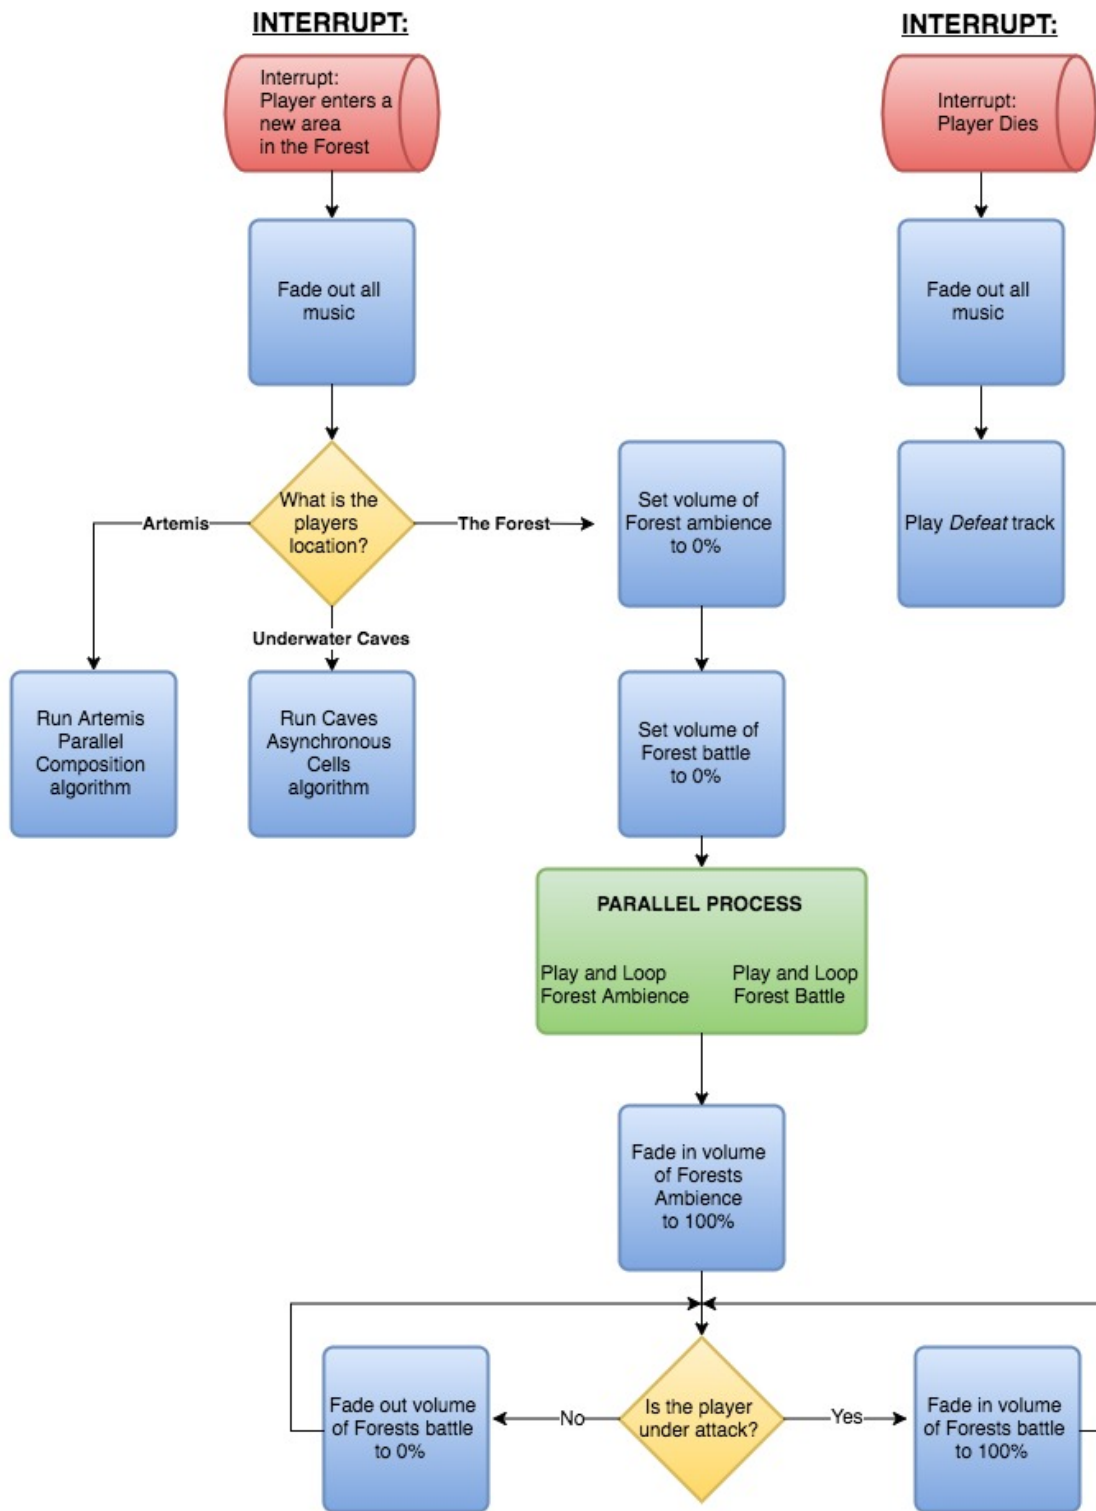 INTERRUPT:
INTERRUPT:
Interrupt:
Player enters a
new area
in the Forest
Interrupt:
Player Dies
Fade out all
music
Fade out all
music
What is the
players
location?
Artemis
The Forest
Underwater Caves
Set volume of
Forest ambience
to 0%
Play Defeat track
Run Artemis
Parallel
Composition
algorithm
Run Caves
Asynchronous
Cells
algorithm
Set volume of
Forest battle
to 0%
PARALLEL PROCESS
Play and Loop
Forest Ambience
Play and Loop
Forest Battle
Fade in volume
of Forests
Ambience
to 100%
Fade out volume
of Forests battle
to 0%
No
Is the player
under attack?
Yes
Fade in volume
of Forests battle
to 100%